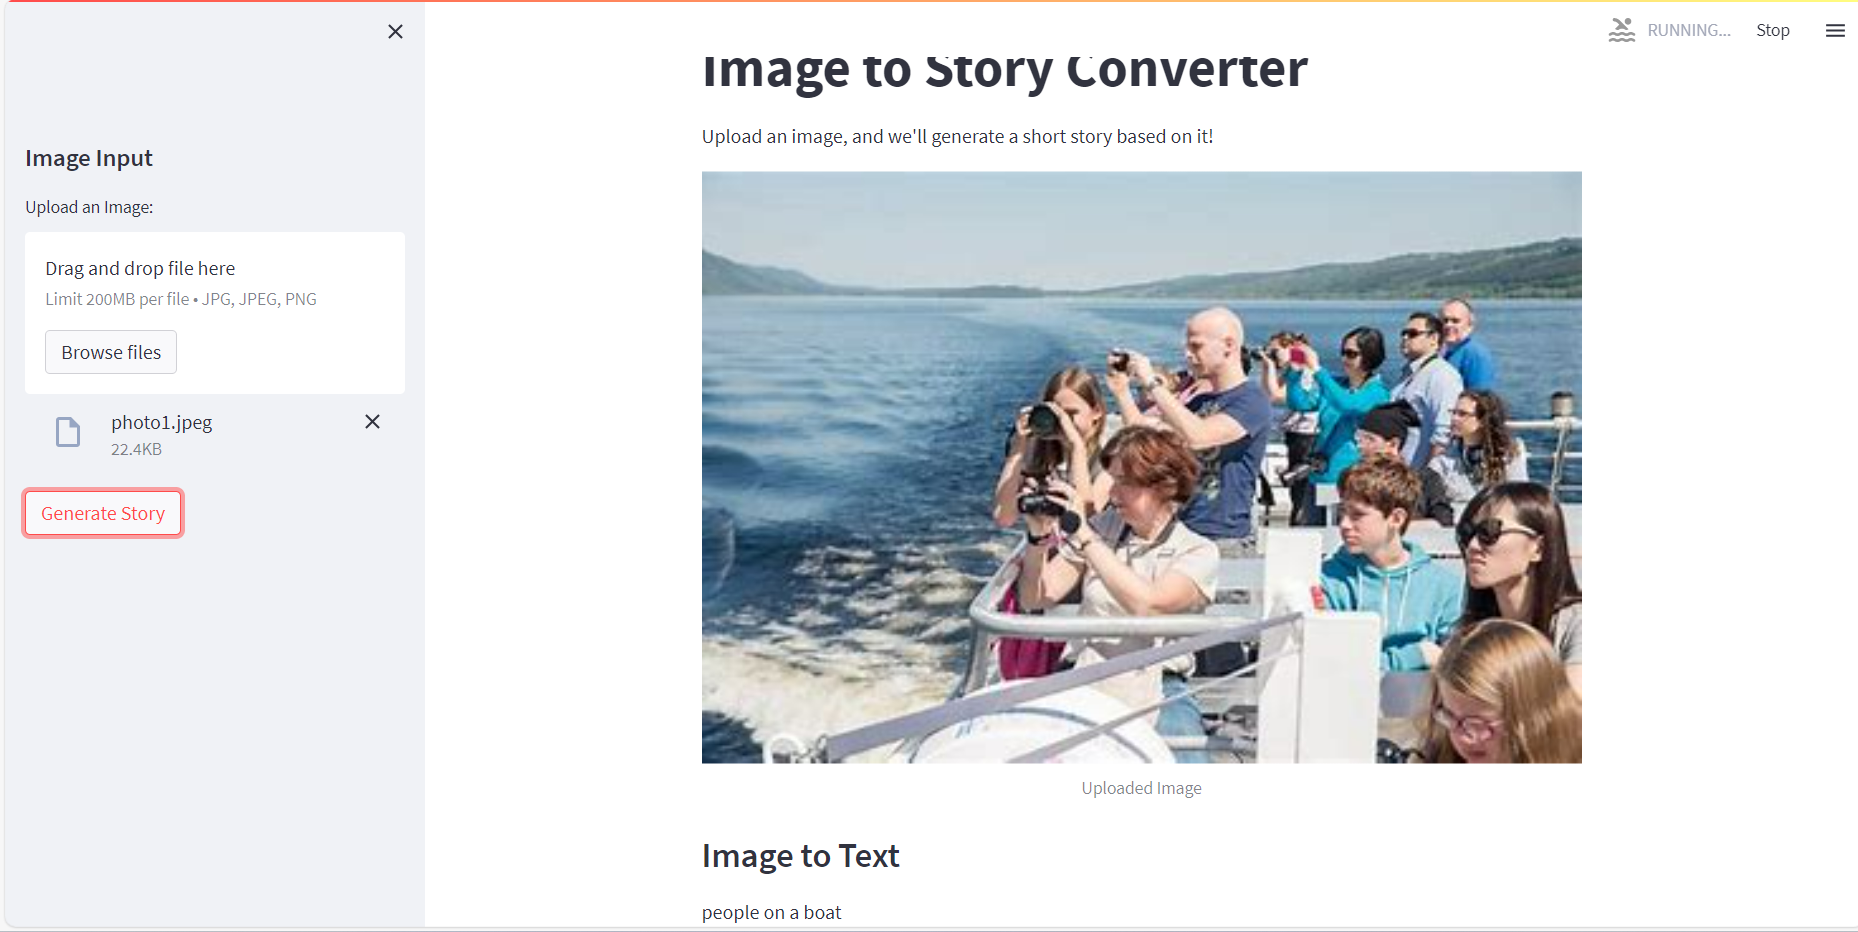 RUNNING...
Stop
Image to Story Converter
Upload an image, and we'll generate a short story based on it!
Image Input
Upload an Image:
Drag and drop file here
Limit 200MB per file • JPG, JPEG, PNG
Browse files
photo1.jpeg
22.4KB
Generate Story
Uploaded Image
Image to Text
people on a boat